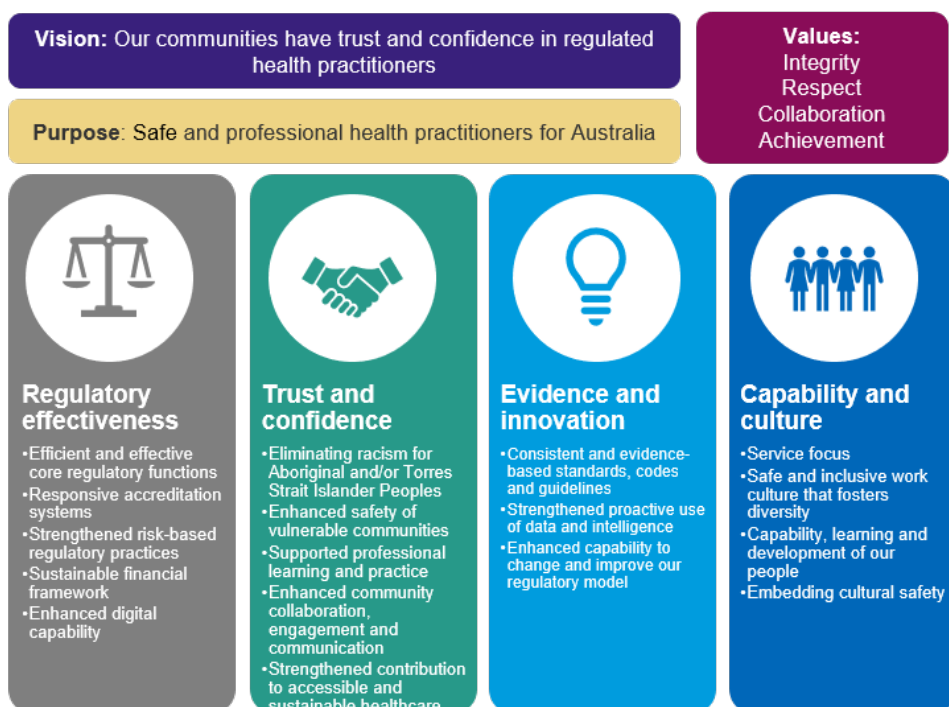 Vision: Our communities have trust and confidence in regulated
health practitioners
Purpose: Safe and professional health practitioners for Australia
Values:
Integrity
Respect
Collaboration
Achievement
Regulatory
effectiveness
•Efficient and effective
core regulatory functions
•Responsive accreditation
systems
•Strengthened risk-based
regulatory practices
•Sustainable financial
framework
•Enhanced digital
capability
Trust and
confidence
•Eliminating racism for
Aboriginal and/or Torres
Strait Islander Peoples
•Enhanced safety of
vulnerable communities
•Supported professional
learning and practice
•Enhanced community
collaboration,
engagement and
communication
•Strengthened contribution
to accessible and
sustainable healthcare
Evidence and
innovation
•Consistent and evidence-
based standards, codes
and guidelines
•Strengthened proactive use
of data and intelligence
•Enhanced capability to
change and improve our
regulatory model
Capability and
culture
•Service focus
•Safe and inclusive work
culture that fosters
diversity
•Capability, learning and
development of our
people
•Embedding cultural safety